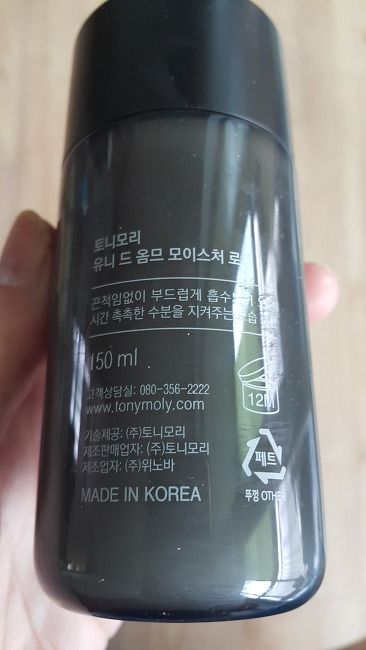 토니모리
유니 드 옴므 모이스처
끈적임없이 부드럽게
시간 촉촉한 수분을 지켜주는
150 ml
고객상담실: 080-356-2222
www.tonymoly.com
12M
기술제공: (주)토니모리
제조판매업자: (주)토니모리
제조업자: (주)위노바
페트
뚜껑 OTHER
MADE IN KOREA